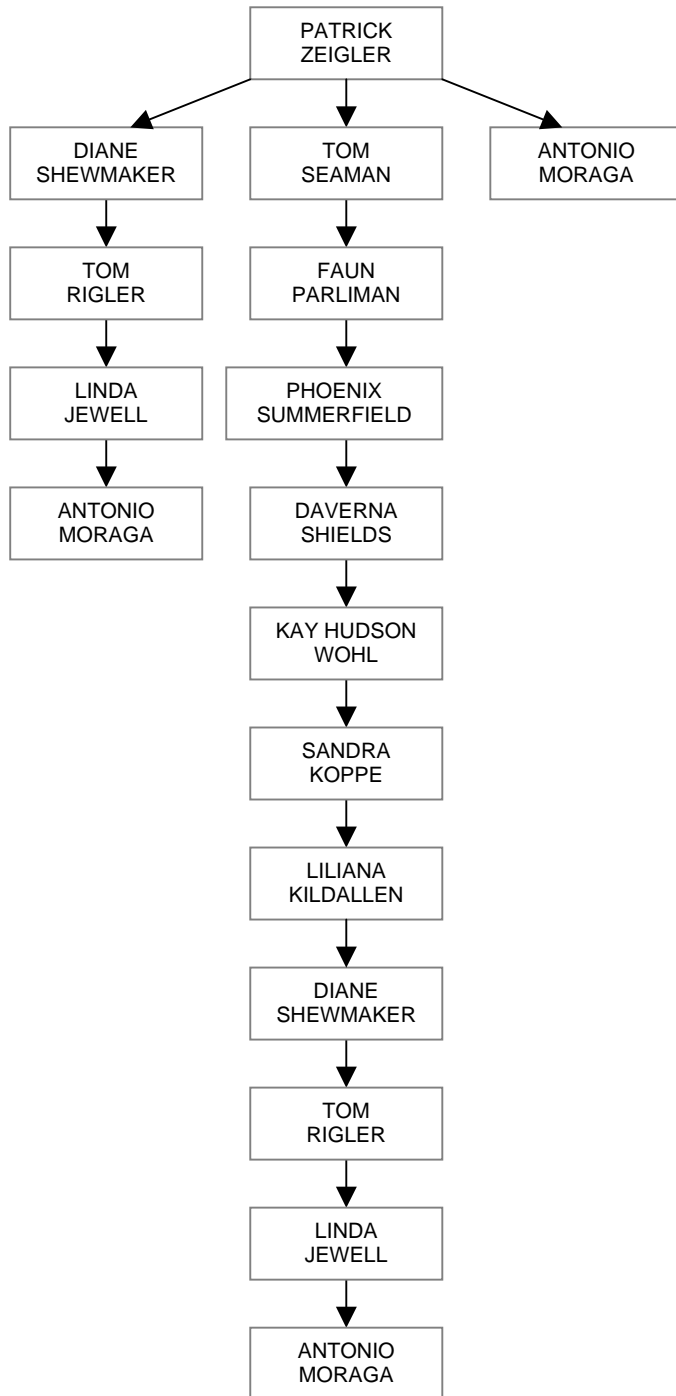 PATRICK
ZEIGLER
DIANE
SHEWMAKER
TOM
SEAMAN
ANTONIO
MORAGA
TOM
RIGLER
FAUN
PARLIMAN
LINDA
JEWELL
PHOENIX
SUMMERFIELD
ANTONIO
MORAGA
DAVERNA
SHIELDS
KAY HUDSON
WOHL
SANDRA
KOPPE
LILIANA
KILDALLEN
DIANE
SHEWMAKER
TOM
RIGLER
LINDA
JEWELL
ANTONIO
MORAGA